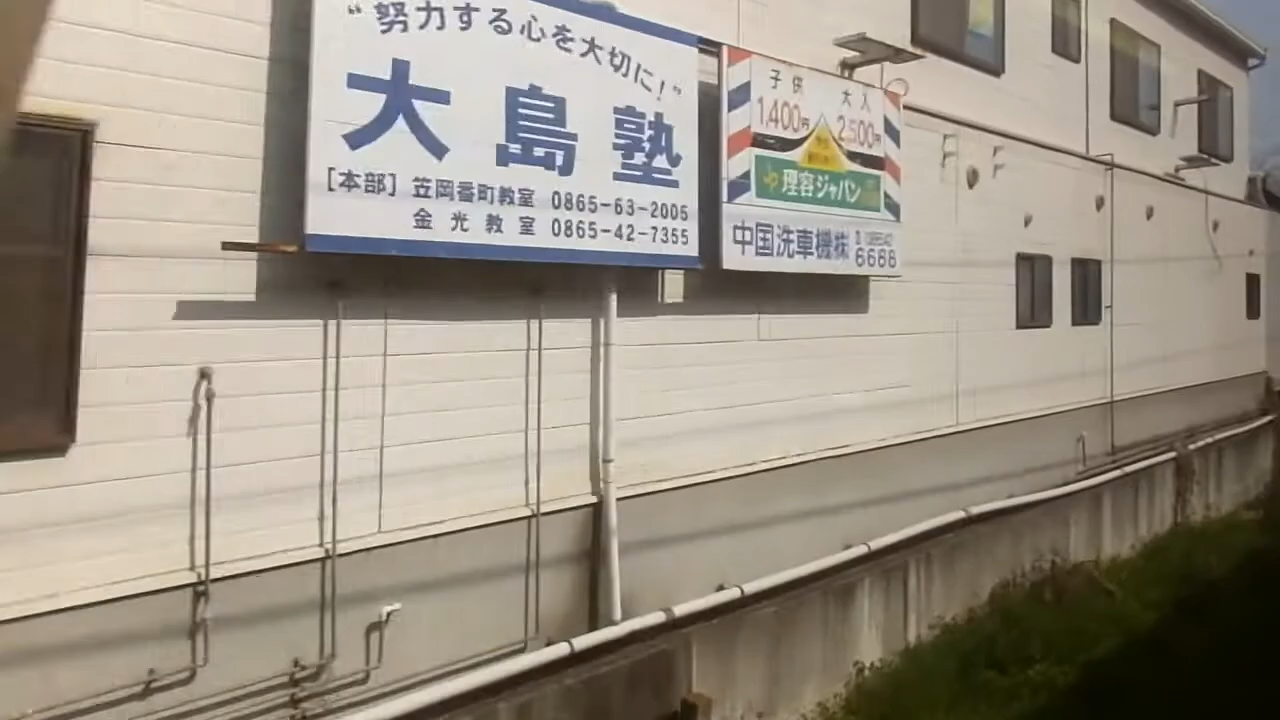 “努力する心を大切に！”
大島塾
［本部］笠岡番町教室 0865-63-2005
金光教室 0865-42-7355
子供 大人
1,400円 2,500円
理容ジャパン
中国洗車機㈱
6668